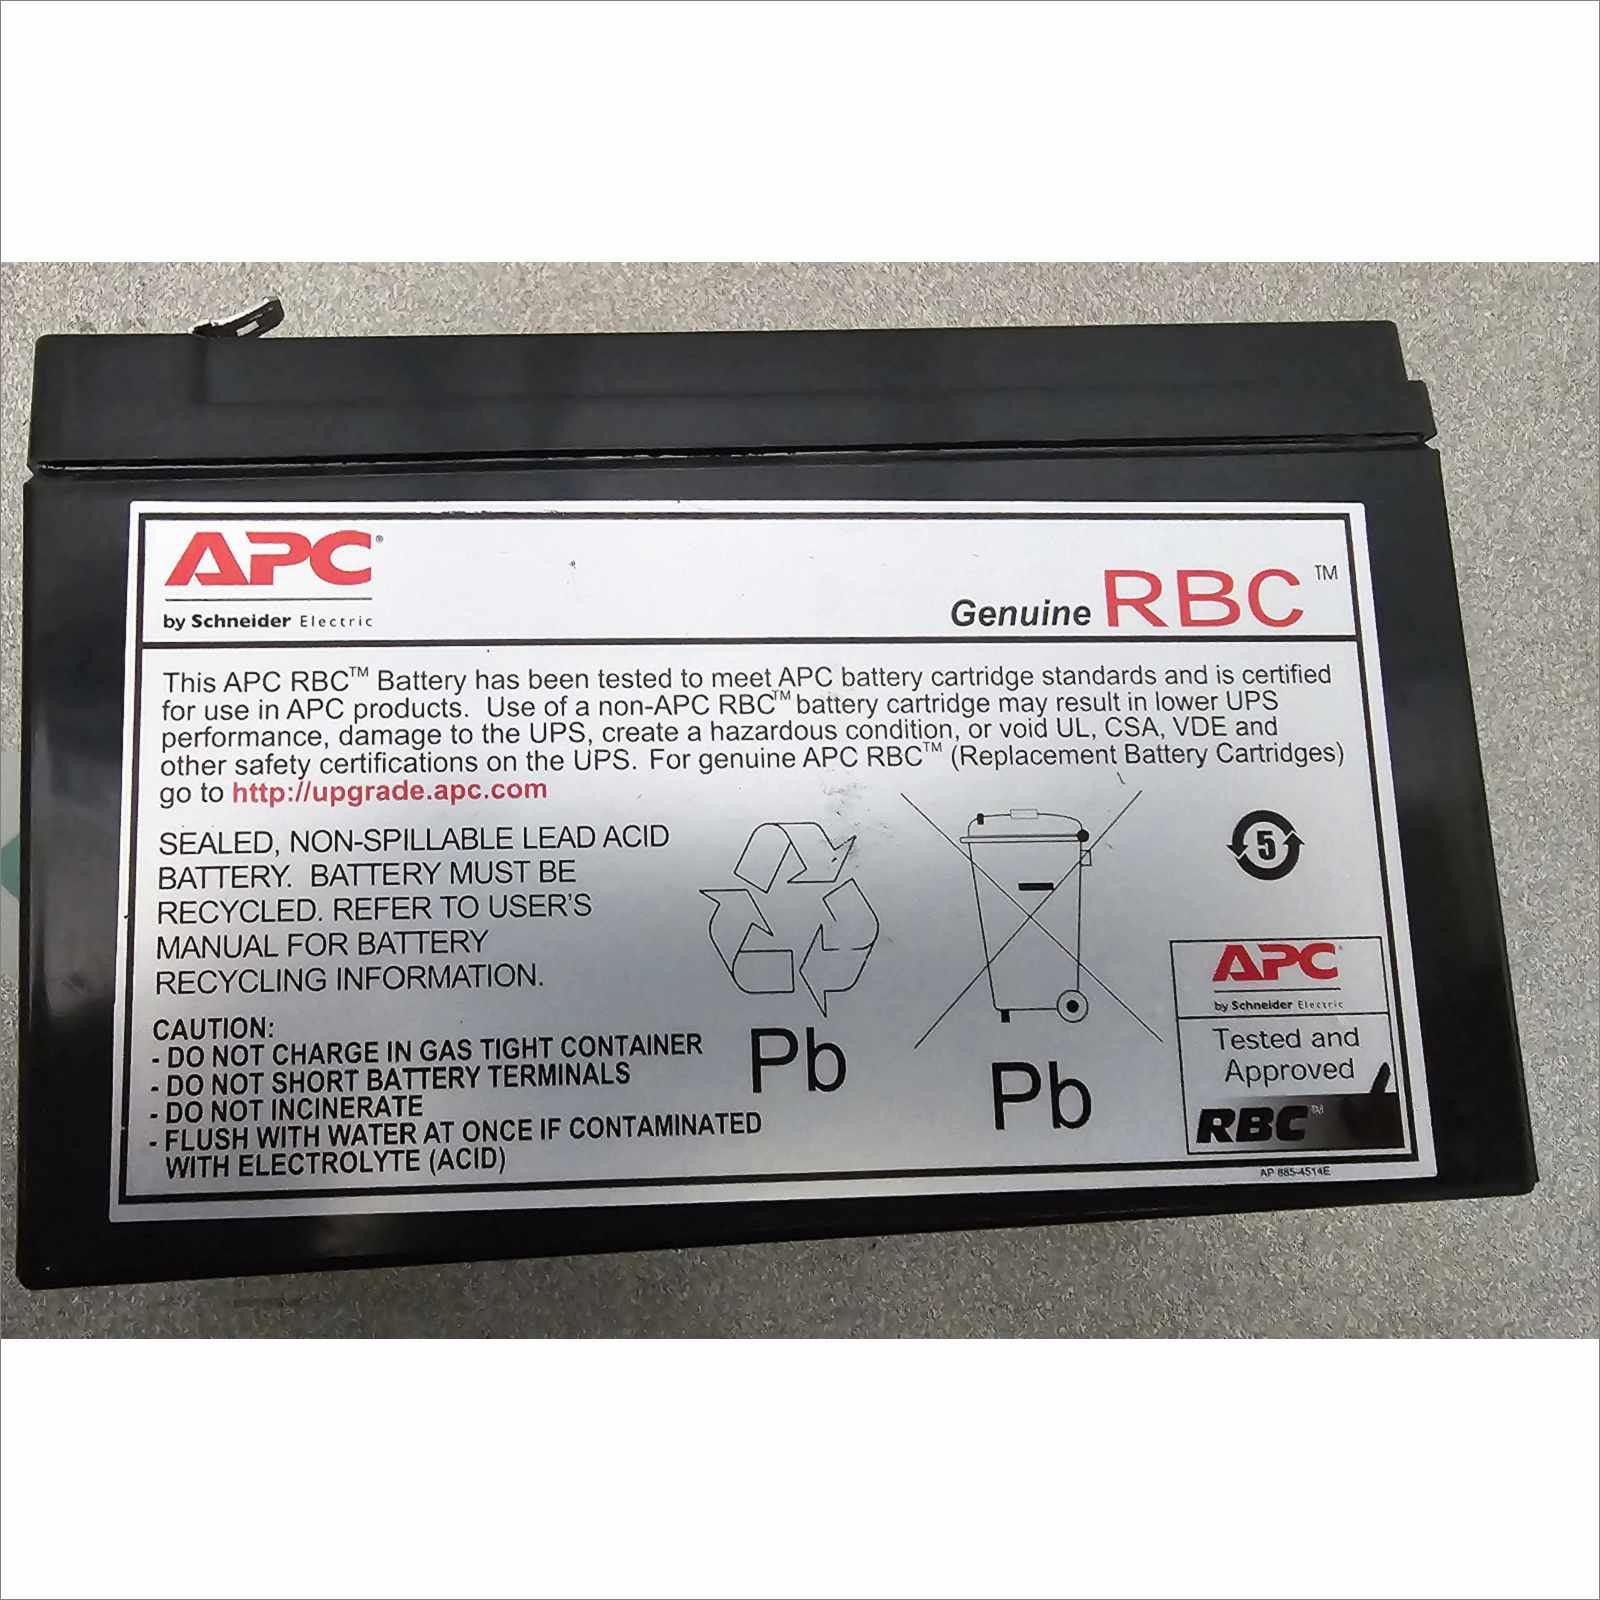 APC®
by Schneider Electric
Genuine RBC™
This APC RBC™ Battery has been tested to meet APC battery cartridge standards and is certified
for use in APC products. Use of a non-APC RBC™ battery cartridge may result in lower UPS
performance, damage to the UPS, create a hazardous condition, or void UL, CSA, VDE and
other safety certifications on the UPS. For genuine APC RBC™ (Replacement Battery Cartridges)
go to http://upgrade.apc.com
SEALED, NON-SPILLABLE LEAD ACID
BATTERY. BATTERY MUST BE
RECYCLED. REFER TO USER'S
MANUAL FOR BATTERY
RECYCLING INFORMATION.
CAUTION:
- DO NOT CHARGE IN GAS TIGHT CONTAINER
- DO NOT SHORT BATTERY TERMINALS
- DO NOT INCINERATE
- FLUSH WITH WATER AT ONCE IF CONTAMINATED
WITH ELECTROLYTE (ACID)
Pb
Pb
5
APC®
by Schneider Electric
Tested and
Approved
RBC™
AP 885-4514E